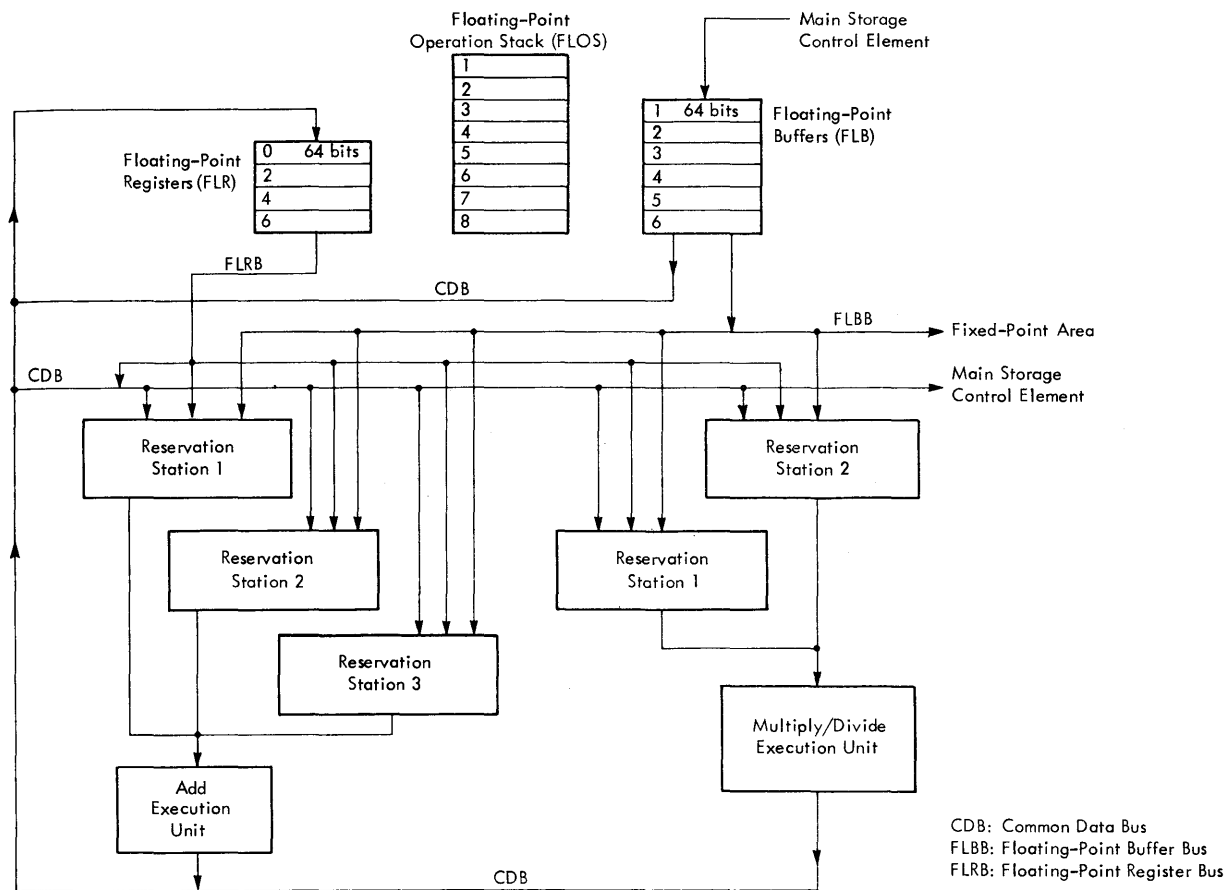 Floating-Point
Operation Stack (FLOS)
Main Storage
Control Element
1
2
3
4
5
6
7
8
1 64 bits
2
3
4
5
6
Floating-Point
Buffers (FLB)
Floating-Point
Registers (FLR)
0 64 bits
2
4
6
FLRB
CDB
FLBB
Fixed-Point Area
CDB
Main Storage
Control Element
Reservation
Station 1
Reservation
Station 2
Reservation
Station 2
Reservation
Station 1
Reservation
Station 3
Multiply/Divide
Execution Unit
Add
Execution
Unit
CDB
CDB: Common Data Bus
FLBB: Floating-Point Buffer Bus
FLRB: Floating-Point Register Bus